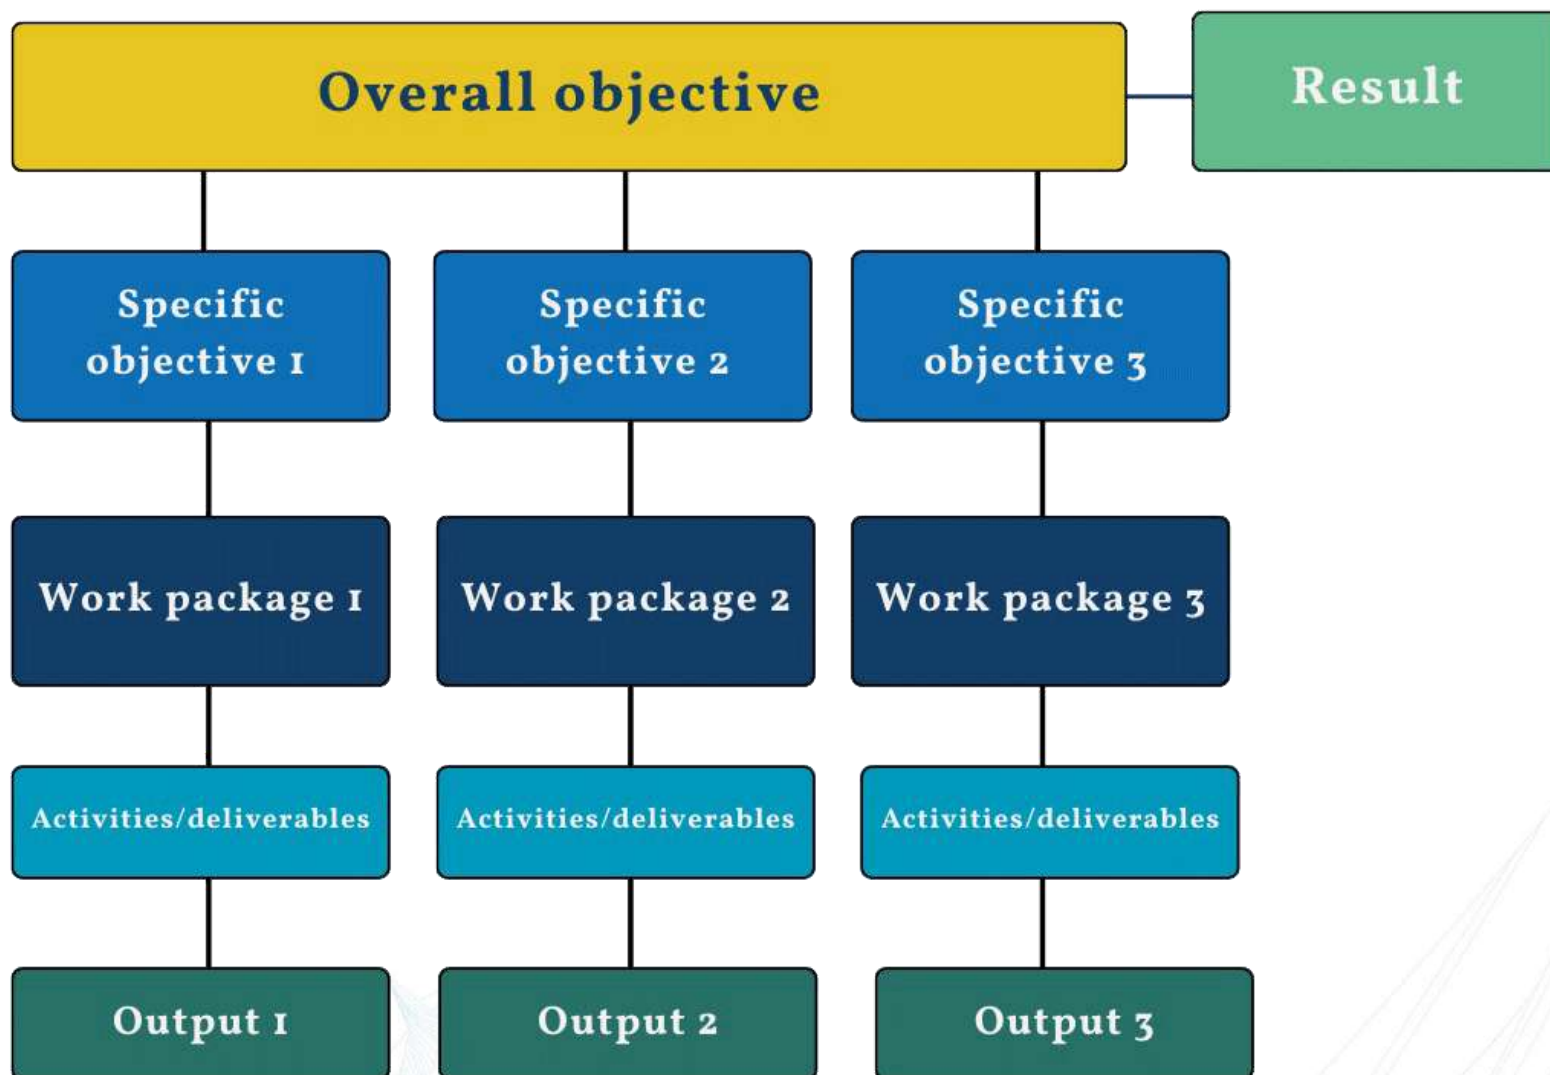 Overall objective
Result
Specific
objective 1
Specific
objective 2
Specific
objective 3
Work package 1
Work package 2
Work package 3
Activities/deliverables
Activities/deliverables
Activities/deliverables
Output 1
Output 2
Output 3